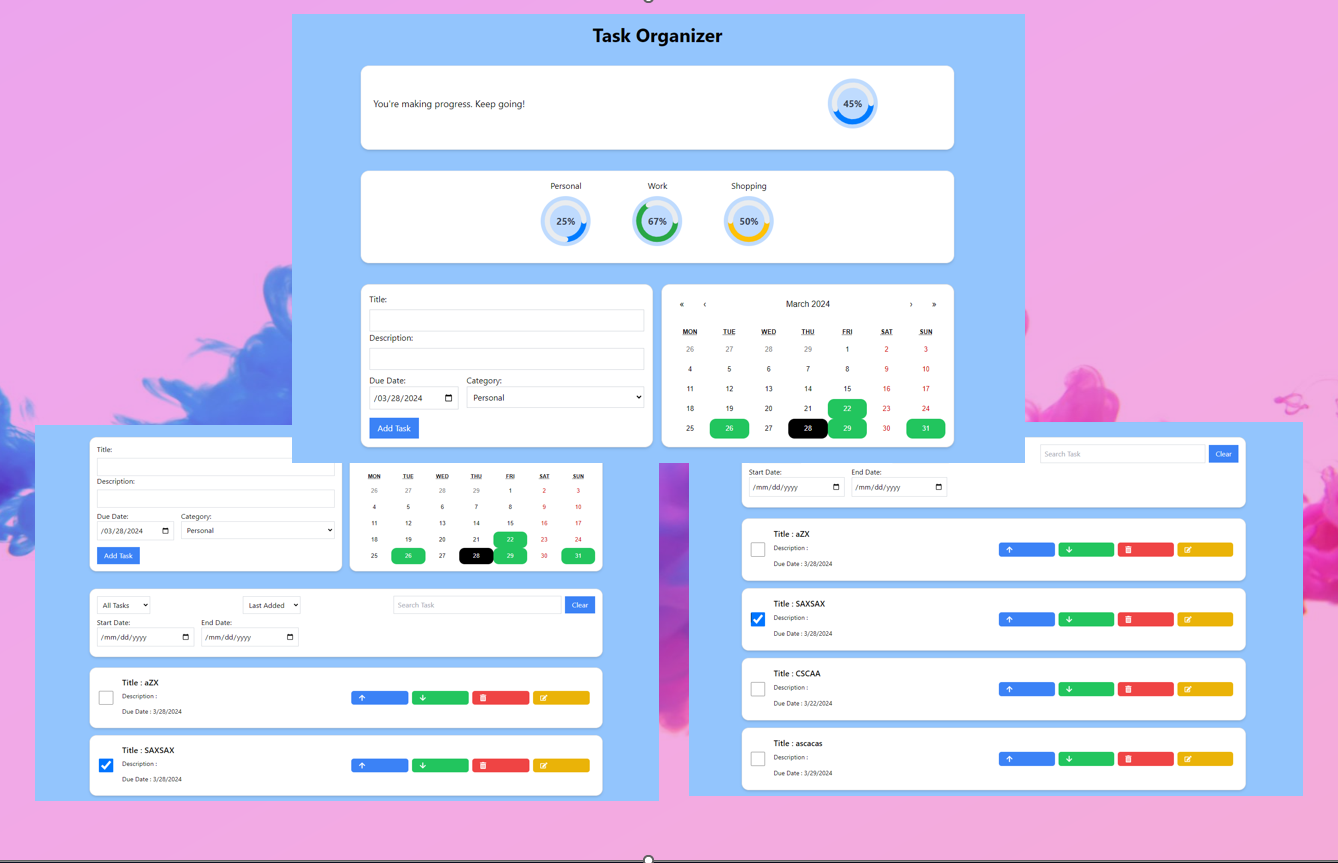 Task Organizer
You're making progress. Keep going!
45%
Personal Work Shopping
25% 67% 50%
Title:
Description:
Due Date: Category:
/03/28/2024 Personal
Add Task
« ‹ March 2024 › »
MON TUE WED THU FRI SAT SUN
26 27 28 29 1 2 3
4 5 6 7 8 9 10
11 12 13 14 15 16 17
18 19 20 21 22 23 24
25 26 27 28 29 30 31
Title:
Description:
Due Date: Category:
/03/28/2024 Personal
Add Task
MON TUE WED THU FRI SAT SUN
26 27 28 29 1 2 3
4 5 6 7 8 9 10
11 12 13 14 15 16 17
18 19 20 21 22 23 24
25 26 27 28 29 30 31
All Tasks Last Added Search Task Clear
Start Date: End Date:
/mm/dd/yyyy /mm/dd/yyyy
Title : aZX
Description :
Due Date : 3/28/2024
Title : SAXSAX
Description :
Due Date : 3/28/2024
Search Task Clear
Start Date: End Date:
/mm/dd/yyyy /mm/dd/yyyy
Title : aZX
Description :
Due Date : 3/28/2024
Title : SAXSAX
Description :
Due Date : 3/28/2024
Title : CSCAA
Description :
Due Date : 3/22/2024
Title : ascacas
Description :
Due Date : 3/29/2024